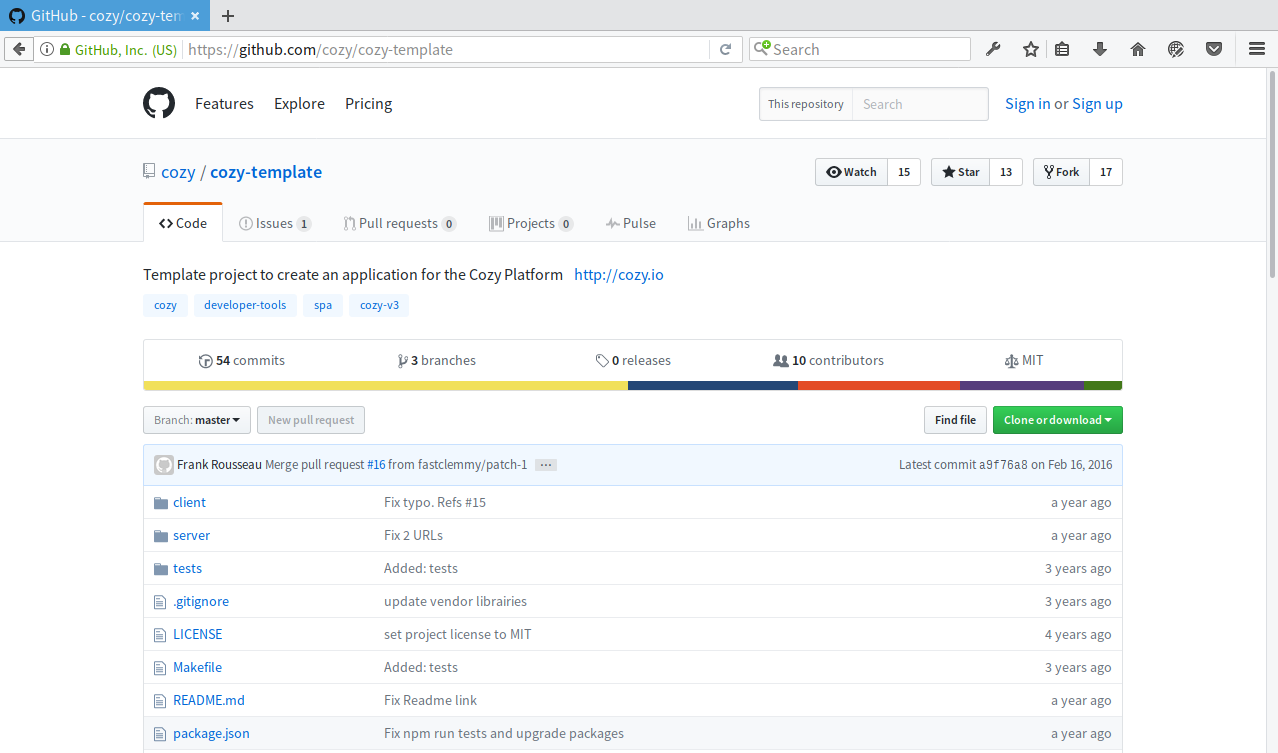 GitHub - cozy/cozy-tem
GitHub, Inc. (US) https://github.com/cozy/cozy-template Search
Features Explore Pricing This repository Search Sign in or Sign up
cozy / cozy-template Watch 15 Star 13 Fork 17
Code Issues 1 Pull requests 0 Projects 0 Pulse Graphs
Template project to create an application for the Cozy Platform http://cozy.io
cozy developer-tools spa cozy-v3
54 commits 3 branches 0 releases 10 contributors MIT
Branch: master New pull request Find file Clone or download
Frank Rousseau Merge pull request #16 from fastclemmy/patch-1 … Latest commit a9f76a8 on Feb 16, 2016
client Fix typo. Refs #15 a year ago
server Fix 2 URLs a year ago
tests Added: tests 3 years ago
.gitignore update vendor librairies 3 years ago
LICENSE set project license to MIT 4 years ago
Makefile Added: tests 3 years ago
README.md Fix Readme link a year ago
package.json Fix npm run tests and upgrade packages a year ago